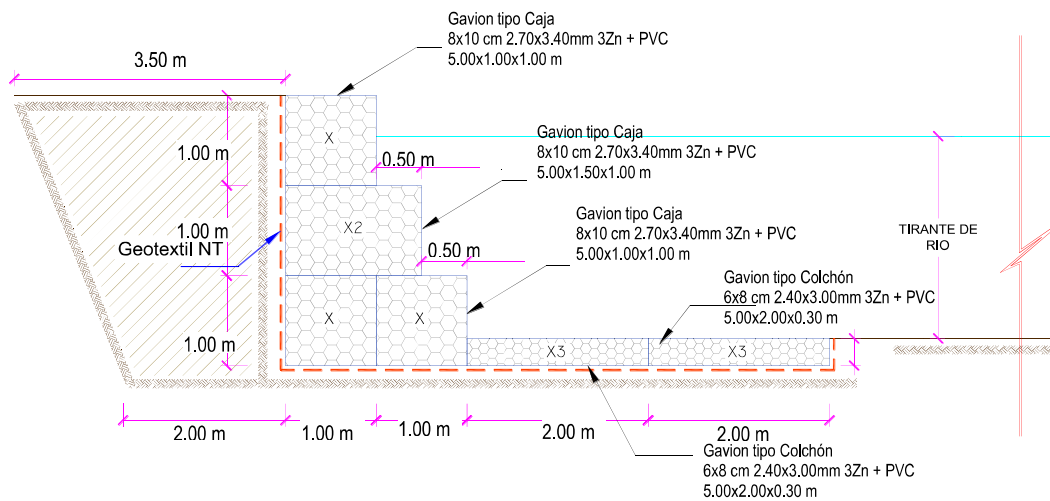 Gavion tipo Caja
8x10 cm 2.70x3.40mm 3Zn + PVC
5.00x1.00x1.00 m
3.50 m
X
1.00 m
0.50 m
Gavion tipo Caja
8x10 cm 2.70x3.40mm 3Zn + PVC
5.00x1.50x1.00 m
X2
1.00 m
Geotextil NT
0.50 m
Gavion tipo Caja
8x10 cm 2.70x3.40mm 3Zn + PVC
5.00x1.00x1.00 m
TIRANTE DE
RIO
Gavion tipo Colchón
6x8 cm 2.40x3.00mm 3Zn + PVC
5.00x2.00x0.30 m
X
X
1.00 m
X3
X3
2.00 m
1.00 m
1.00 m
2.00 m
2.00 m
Gavion tipo Colchón
6x8 cm 2.40x3.00mm 3Zn + PVC
5.00x2.00x0.30 m